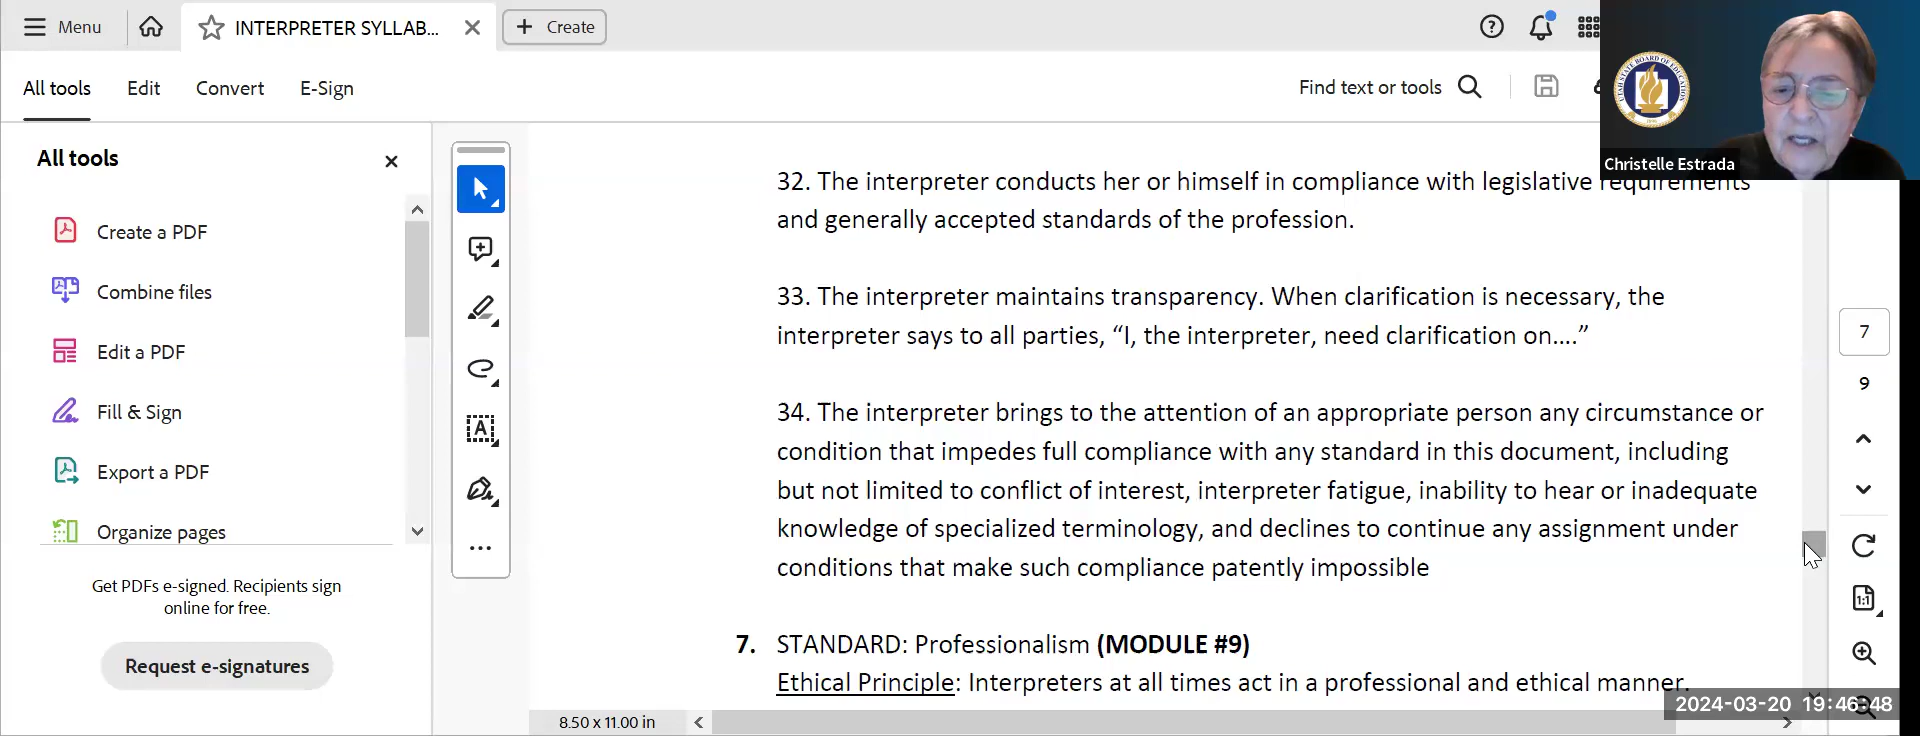 Menu
INTERPRETER SYLLAB...
Create
All tools
Edit
Convert
E-Sign
Find text or tools
UTAH STATE BOARD OF EDUCATION
Christelle Estrada
All tools
Create a PDF
Combine files
Edit a PDF
Fill & Sign
Export a PDF
Organize pages
Get PDFs e-signed. Recipients sign
online for free.
Request e-signatures
32. The interpreter conducts her or himself in compliance with legislative requirements
and generally accepted standards of the profession.
33. The interpreter maintains transparency. When clarification is necessary, the
interpreter says to all parties, “I, the interpreter, need clarification on....”
34. The interpreter brings to the attention of an appropriate person any circumstance or
condition that impedes full compliance with any standard in this document, including
but not limited to conflict of interest, interpreter fatigue, inability to hear or inadequate
knowledge of specialized terminology, and declines to continue any assignment under
conditions that make such compliance patently impossible
7. STANDARD: Professionalism (MODULE #9)
Ethical Principle: Interpreters at all times act in a professional and ethical manner.
8.50 x 11.00 in
7
9
1:1
2024-03-20 19:46:48